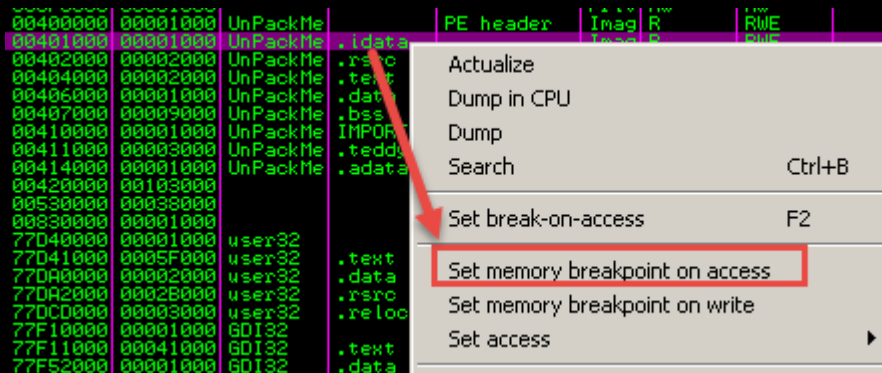 00400000 00001000 UnPackMe PE header Imag R RWE
00401000 00001000 UnPackMe .idata Imag R RWE
00402000 00002000 UnPackMe .rsrc
00404000 00002000 UnPackMe .text
00406000 00001000 UnPackMe .data
00407000 00009000 UnPackMe .bss
00410000 00001000 UnPackMe IMPORT
00411000 00003000 UnPackMe .teddy
00414000 00001000 UnPackMe .adata
00420000 00103000
00530000 00038000
00830000 00001000
77D40000 00001000 user32
77D41000 0005F000 user32 .text
77DA0000 00002000 user32 .data
77DA2000 0002B000 user32 .rsrc
77DCD000 00003000 user32 .reloc
77F10000 00001000 GDI32
77F11000 00041000 GDI32 .text
77F52000 00001000 GDI32 .data
Actualize
Dump in CPU
Dump
Search Ctrl+B
Set break-on-access F2
Set memory breakpoint on access
Set memory breakpoint on write
Set access